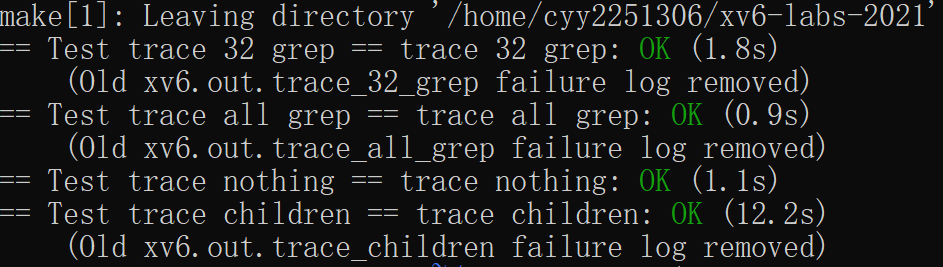 make[1]: Leaving directory '/home/cyy2251306/xv6-labs-2021'
== Test trace 32 grep == trace 32 grep: OK (1.8s)
    (Old xv6.out.trace_32_grep failure log removed)
== Test trace all grep == trace all grep: OK (0.9s)
    (Old xv6.out.trace_all_grep failure log removed)
== Test trace nothing == trace nothing: OK (1.1s)
== Test trace children == trace children: OK (12.2s)
    (Old xv6.out.trace_children failure log removed)